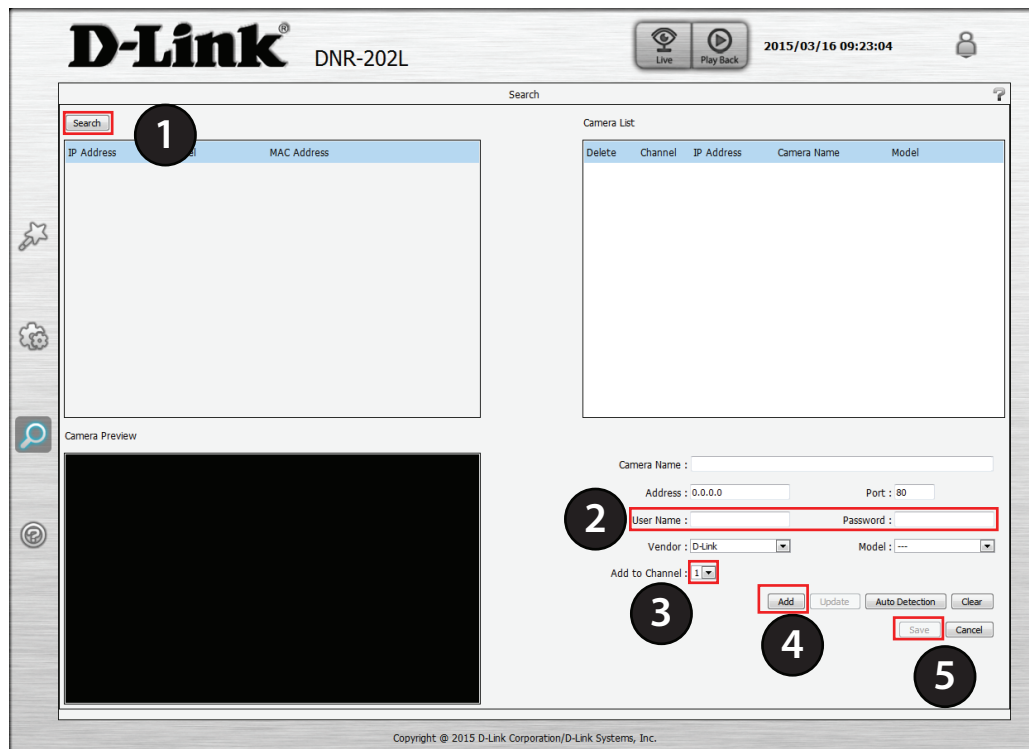 D-Link® DNR-202L
Live
Play Back
2015/03/16 09:23:04
Search
?
Search
1
IP Address MAC Address
Camera List
Delete Channel IP Address Camera Name Model
Camera Preview
Camera Name :
Address : 0.0.0.0 Port : 80
2
User Name : Password :
Vendor : D-Link Model : ---
Add to Channel : 1
3
Add Update Auto Detection Clear
4
Save Cancel
5
Copyright @ 2015 D-Link Corporation/D-Link Systems, Inc.